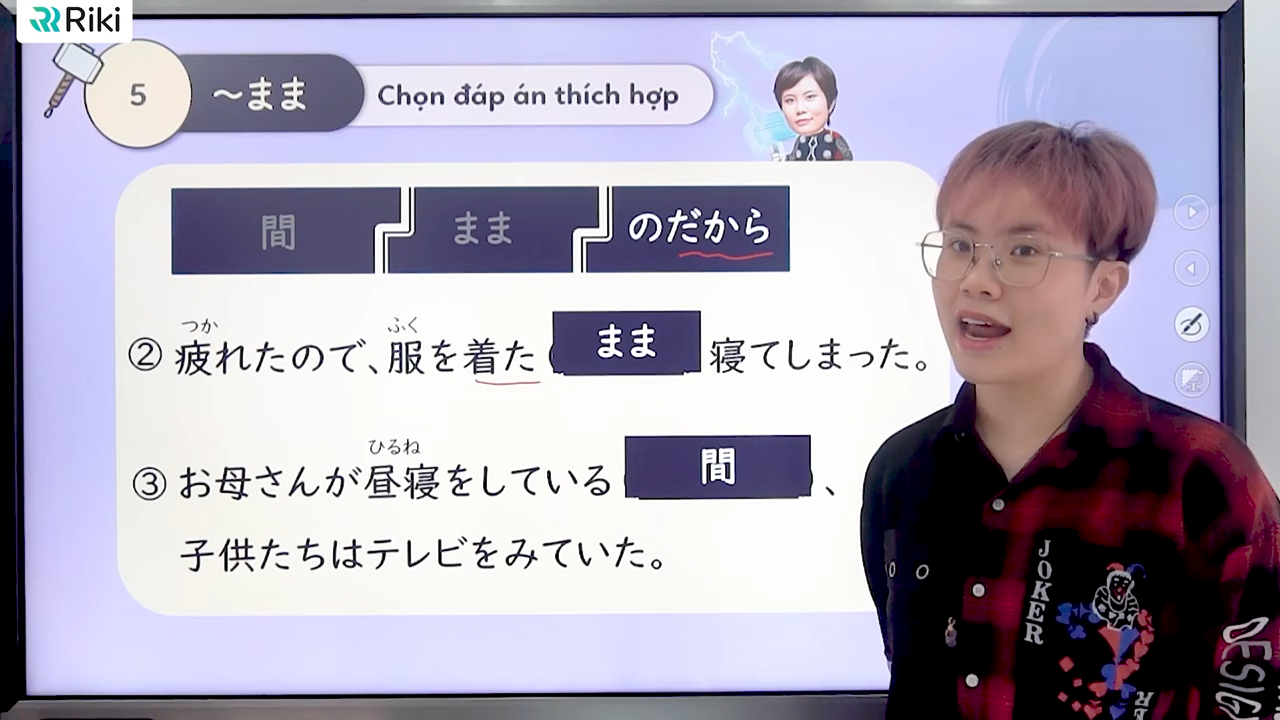 Riki
5 〜まま Chọn đáp án thích hợp
間 まま のだから
つか ふく
② 疲れたので、服を着た ( まま 寝てしまった。
ひるね
③ お母さんが昼寝をしている ( 間 ) 、
子供たちはテレビをみていた。
JOKER
DESIG